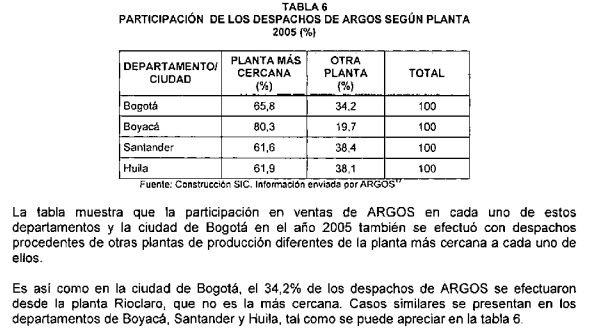 TABLA 6
PARTICIPACIÓN DE LOS DESPACHOS DE ARGOS SEGÚN PLANTA
2005 (%)
DEPARTAMENTO/ CIUDAD PLANTA MÁS CERCANA (%) OTRA PLANTA (%) TOTAL
Bogotá 65,8 34,2 100
Boyacá 80,3 19,7 100
Santander 61,6 38,4 100
Huila 61,9 38,1 100
Fuente: Construcción SIC. Información enviada por ARGOS
La tabla muestra que la participación en ventas de ARGOS en cada uno de estos
departamentos y la ciudad de Bogotá en el año 2005 también se efectuó con despachos
procedentes de otras plantas de producción diferentes de la planta más cercana a cada uno de
ellos.
Es así como en la ciudad de Bogotá, el 34,2% de los despachos de ARGOS se efectuaron
desde la planta Rioclaro, que no es la más cercana. Casos similares se presentan en los
departamentos de Boyacá, Santander y Huila, tal como se puede apreciar en la tabla 6.